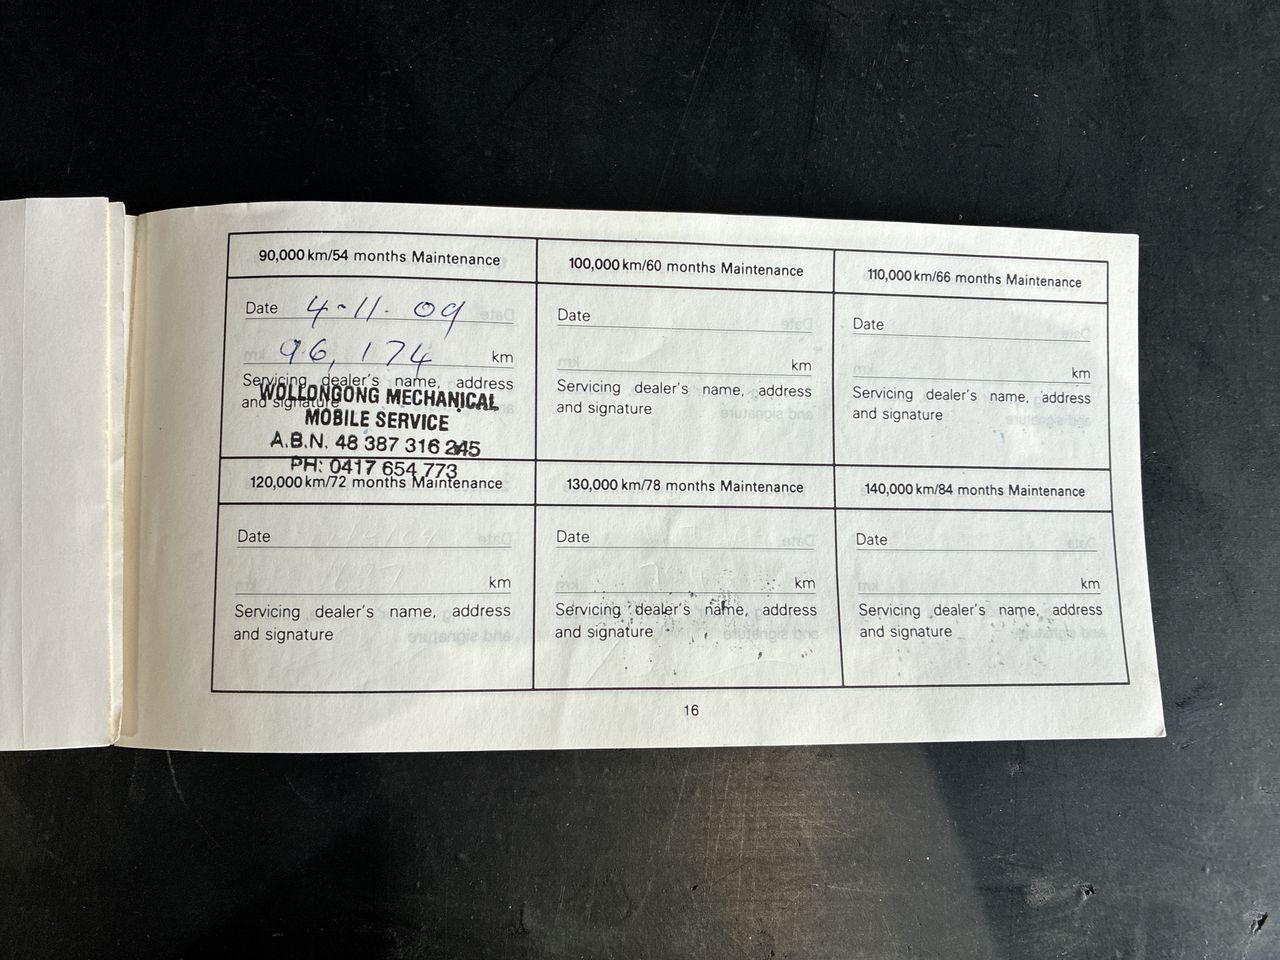 90,000 km/54 months Maintenance
Date 4-11-09
96,174 km
Servicing dealer's name, address
and signature
WOLLONGONG MECHANICAL
MOBILE SERVICE
A.B.N. 48 387 316 245
PH: 0417 654 773
100,000 km/60 months Maintenance
Date
km
Servicing dealer's name, address
and signature
110,000 km/66 months Maintenance
Date
km
Servicing dealer's name, address
and signature
120,000 km/72 months Maintenance
Date
km
Servicing dealer's name, address
and signature
130,000 km/78 months Maintenance
Date
km
Servicing dealer's name, address
and signature
140,000 km/84 months Maintenance
Date
km
Servicing dealer's name, address
and signature
16